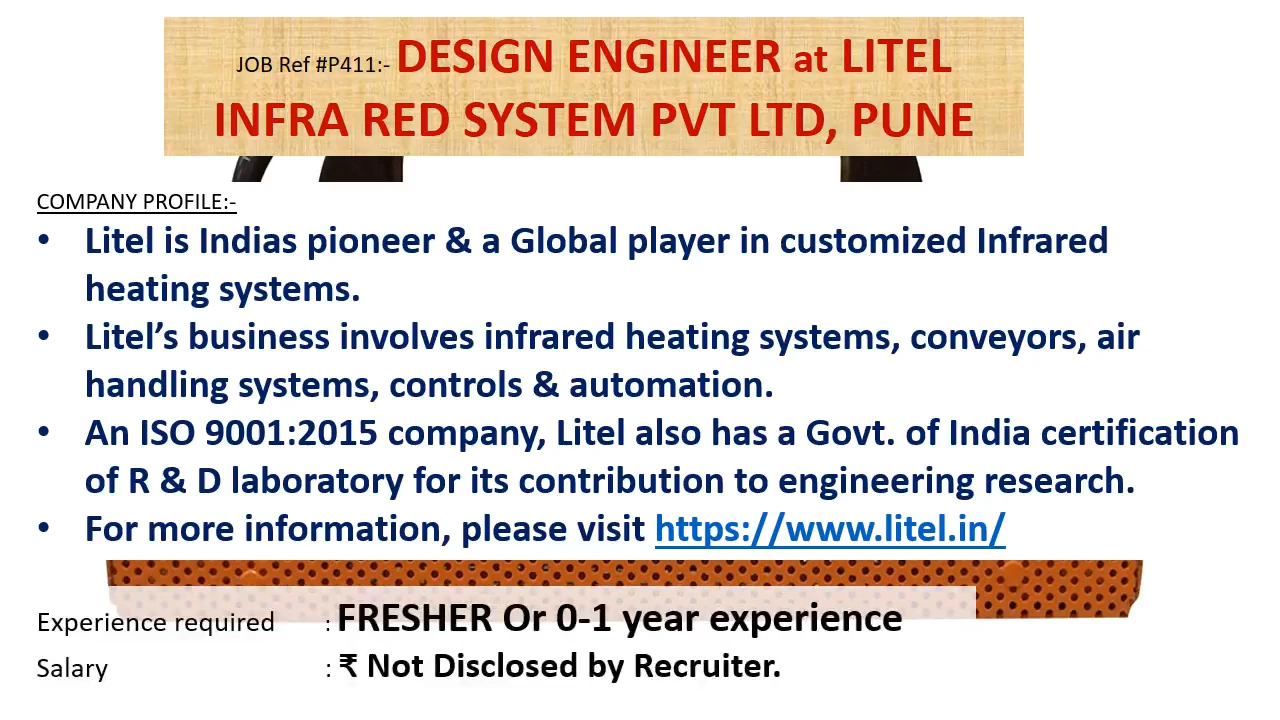 JOB Ref #P411:- DESIGN ENGINEER at LITEL
INFRA RED SYSTEM PVT LTD, PUNE
COMPANY PROFILE:-
• Litel is Indias pioneer & a Global player in customized Infrared
heating systems.
• Litel’s business involves infrared heating systems, conveyors, air
handling systems, controls & automation.
• An ISO 9001:2015 company, Litel also has a Govt. of India certification
of R & D laboratory for its contribution to engineering research.
• For more information, please visit https://www.litel.in/
Experience required : FRESHER Or 0-1 year experience
Salary : ₹ Not Disclosed by Recruiter.